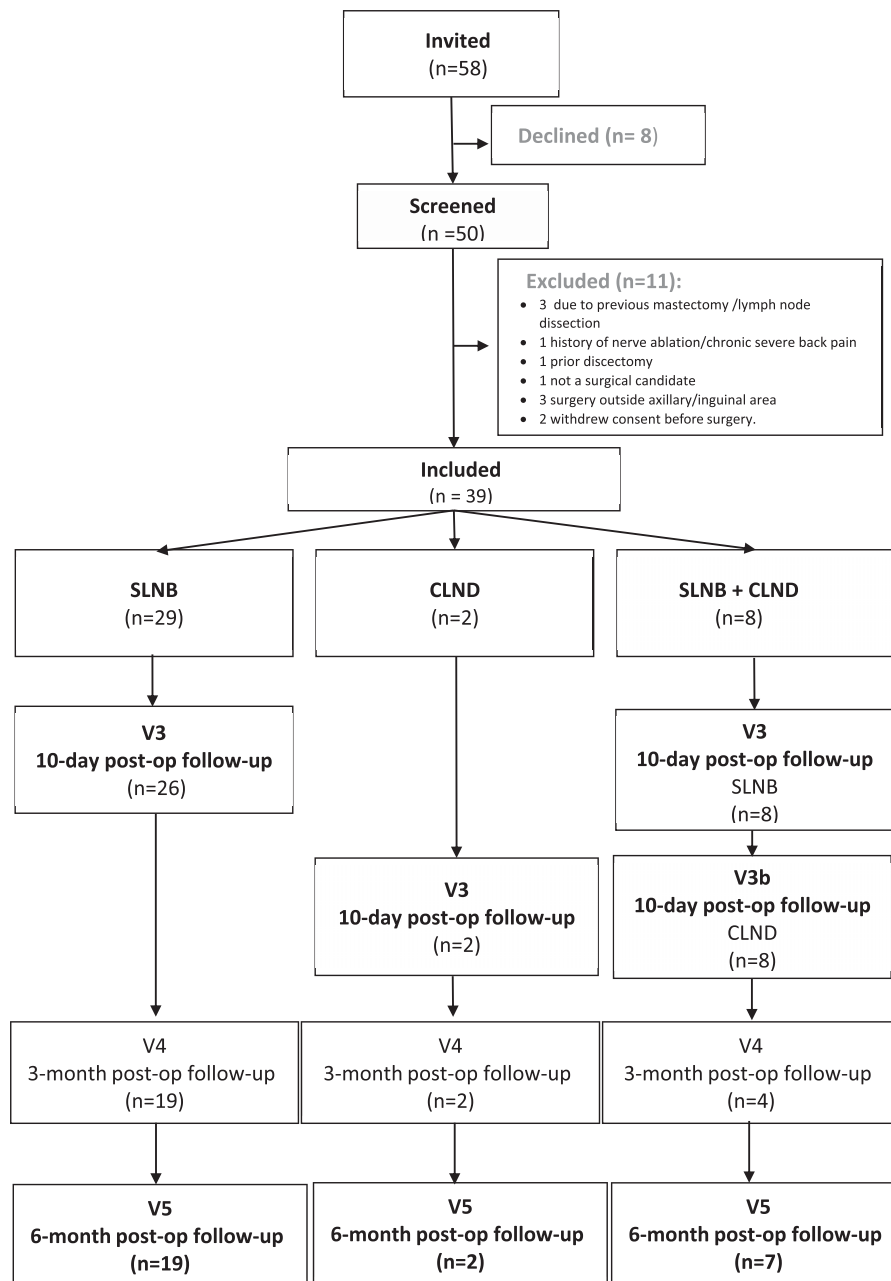 Invited
(n=58)
Declined (n= 8)
Screened
(n =50)
Excluded (n=11):
• 3 due to previous mastectomy /lymph node
dissection
• 1 history of nerve ablation/chronic severe back pain
• 1 prior discectomy
• 1 not a surgical candidate
• 3 surgery outside axillary/inguinal area
• 2 withdrew consent before surgery.
Included
(n = 39)
SLNB
(n=29)
CLND
(n=2)
SLNB + CLND
(n=8)
V3
10-day post-op follow-up
(n=26)
V3
10-day post-op follow-up
(n=2)
V3
10-day post-op follow-up
SLNB
(n=8)
V3b
10-day post-op follow-up
CLND
(n=8)
V4
3-month post-op follow-up
(n=19)
V4
3-month post-op follow-up
(n=2)
V4
3-month post-op follow-up
(n=4)
V5
6-month post-op follow-up
(n=19)
V5
6-month post-op follow-up
(n=2)
V5
6-month post-op follow-up
(n=7)